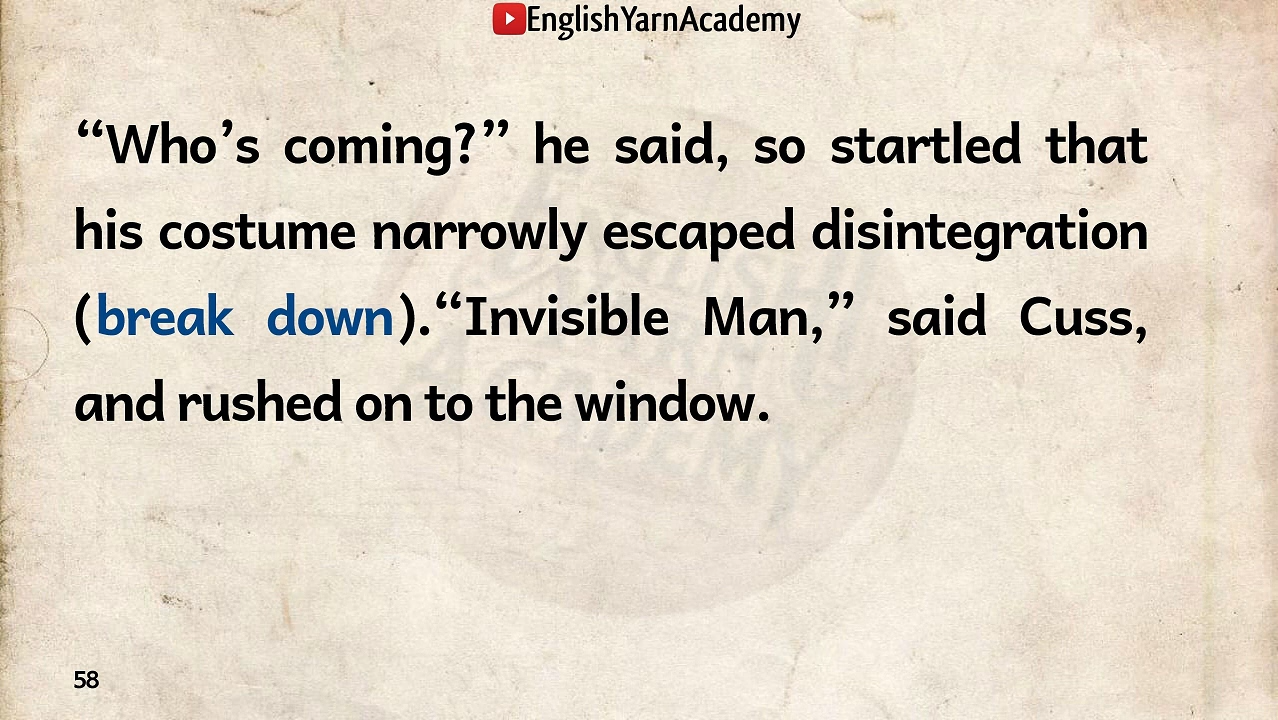 EnglishYarnAcademy
“Who’s coming?” he said, so startled that
his costume narrowly escaped disintegration
(break down).“Invisible Man,” said Cuss,
and rushed on to the window.
58